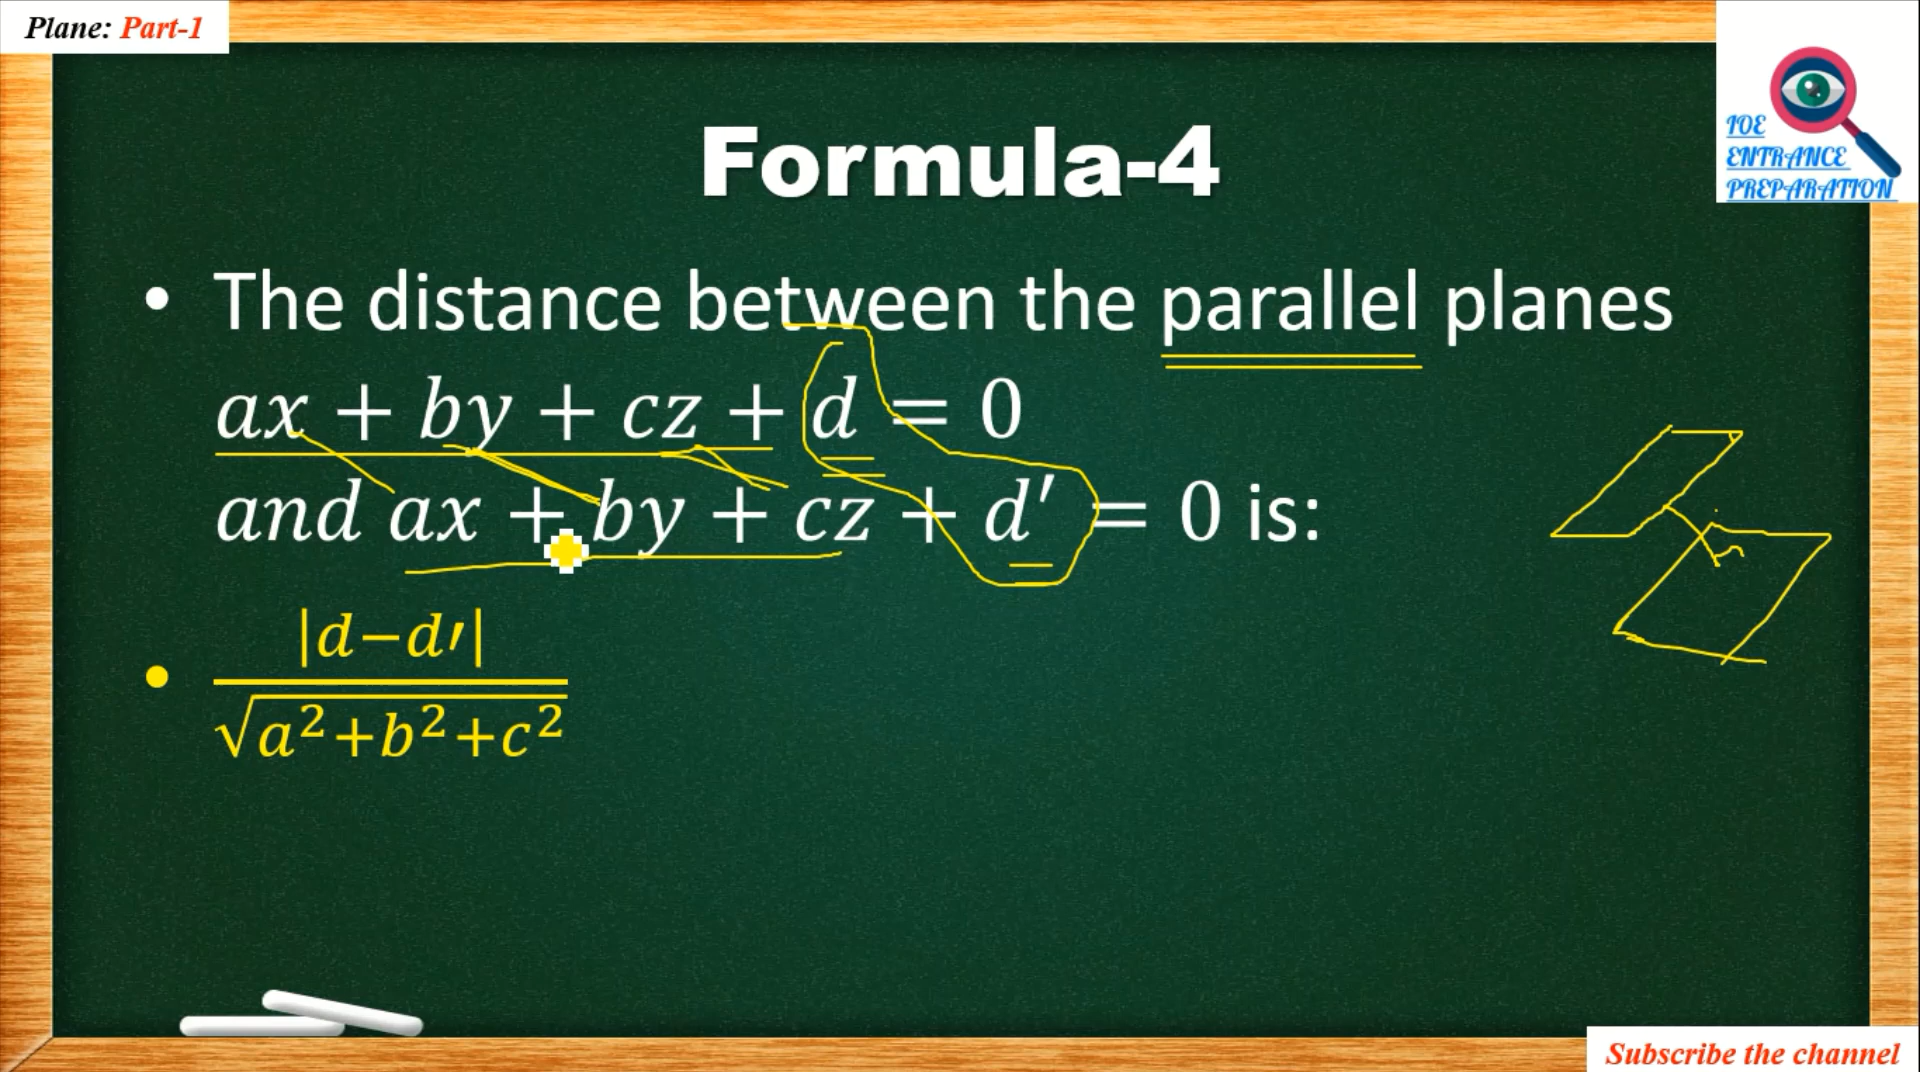 Plane: Part-1
IOE
ENTRANCE
PREPARATION
Formula-4
• The distance between the parallel planes
ax + by + cz + d = 0
and ax + by + cz + d′ = 0 is:
• |d−d′| / √a²+b²+c²
Subscribe the channel